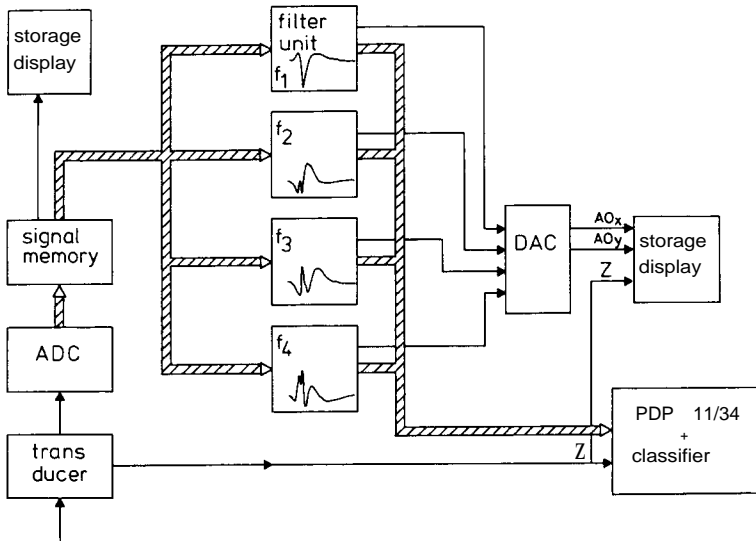 storage
display
filter
unit
f1
f2
f3
f4
signal
memory
ADC
trans
ducer
DAC
AOx
AOy
Z
storage
display
PDP 11/34
+
classifier
Z